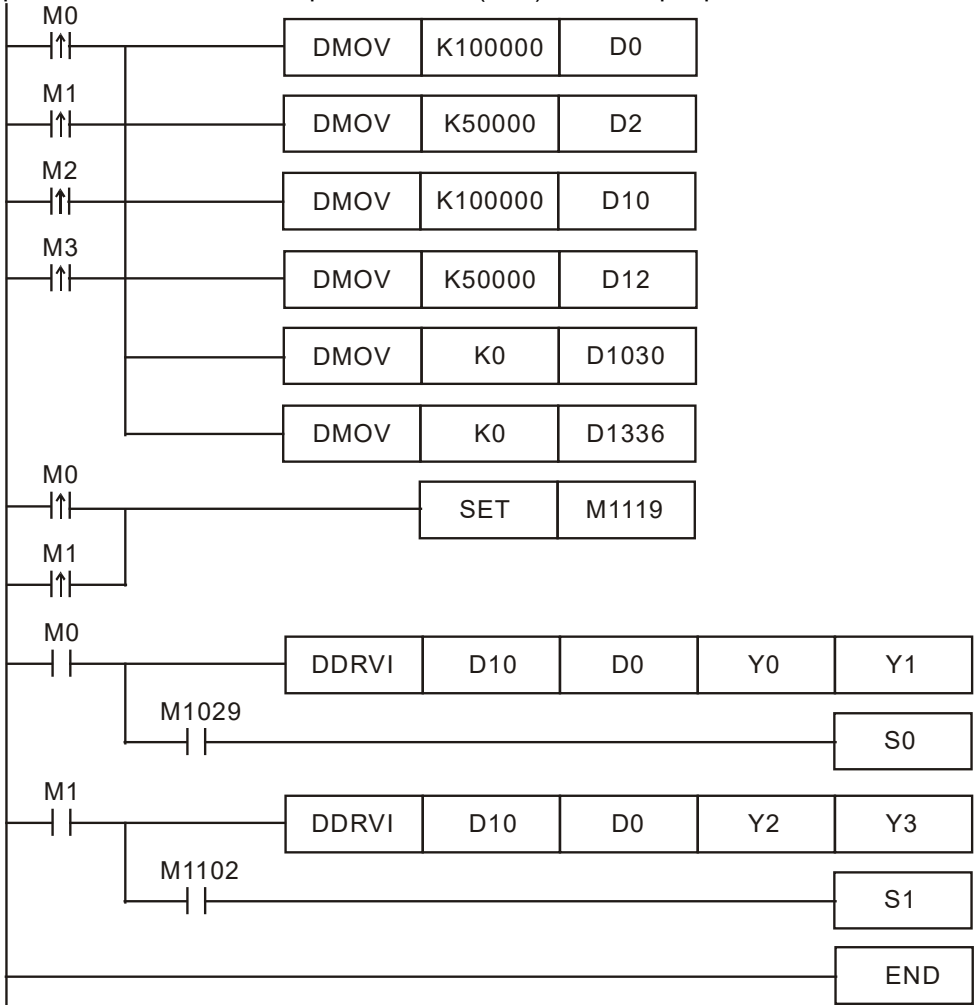 M0
DMOV K100000 D0
M1
DMOV K50000 D2
M2
DMOV K100000 D10
M3
DMOV K50000 D12
DMOV K0 D1030
DMOV K0 D1336
M0
SET M1119
M1
M0
DDRVI D10 D0 Y0 Y1
M1029
S0
M1
DDRVI D10 D0 Y2 Y3
M1102
S1
END